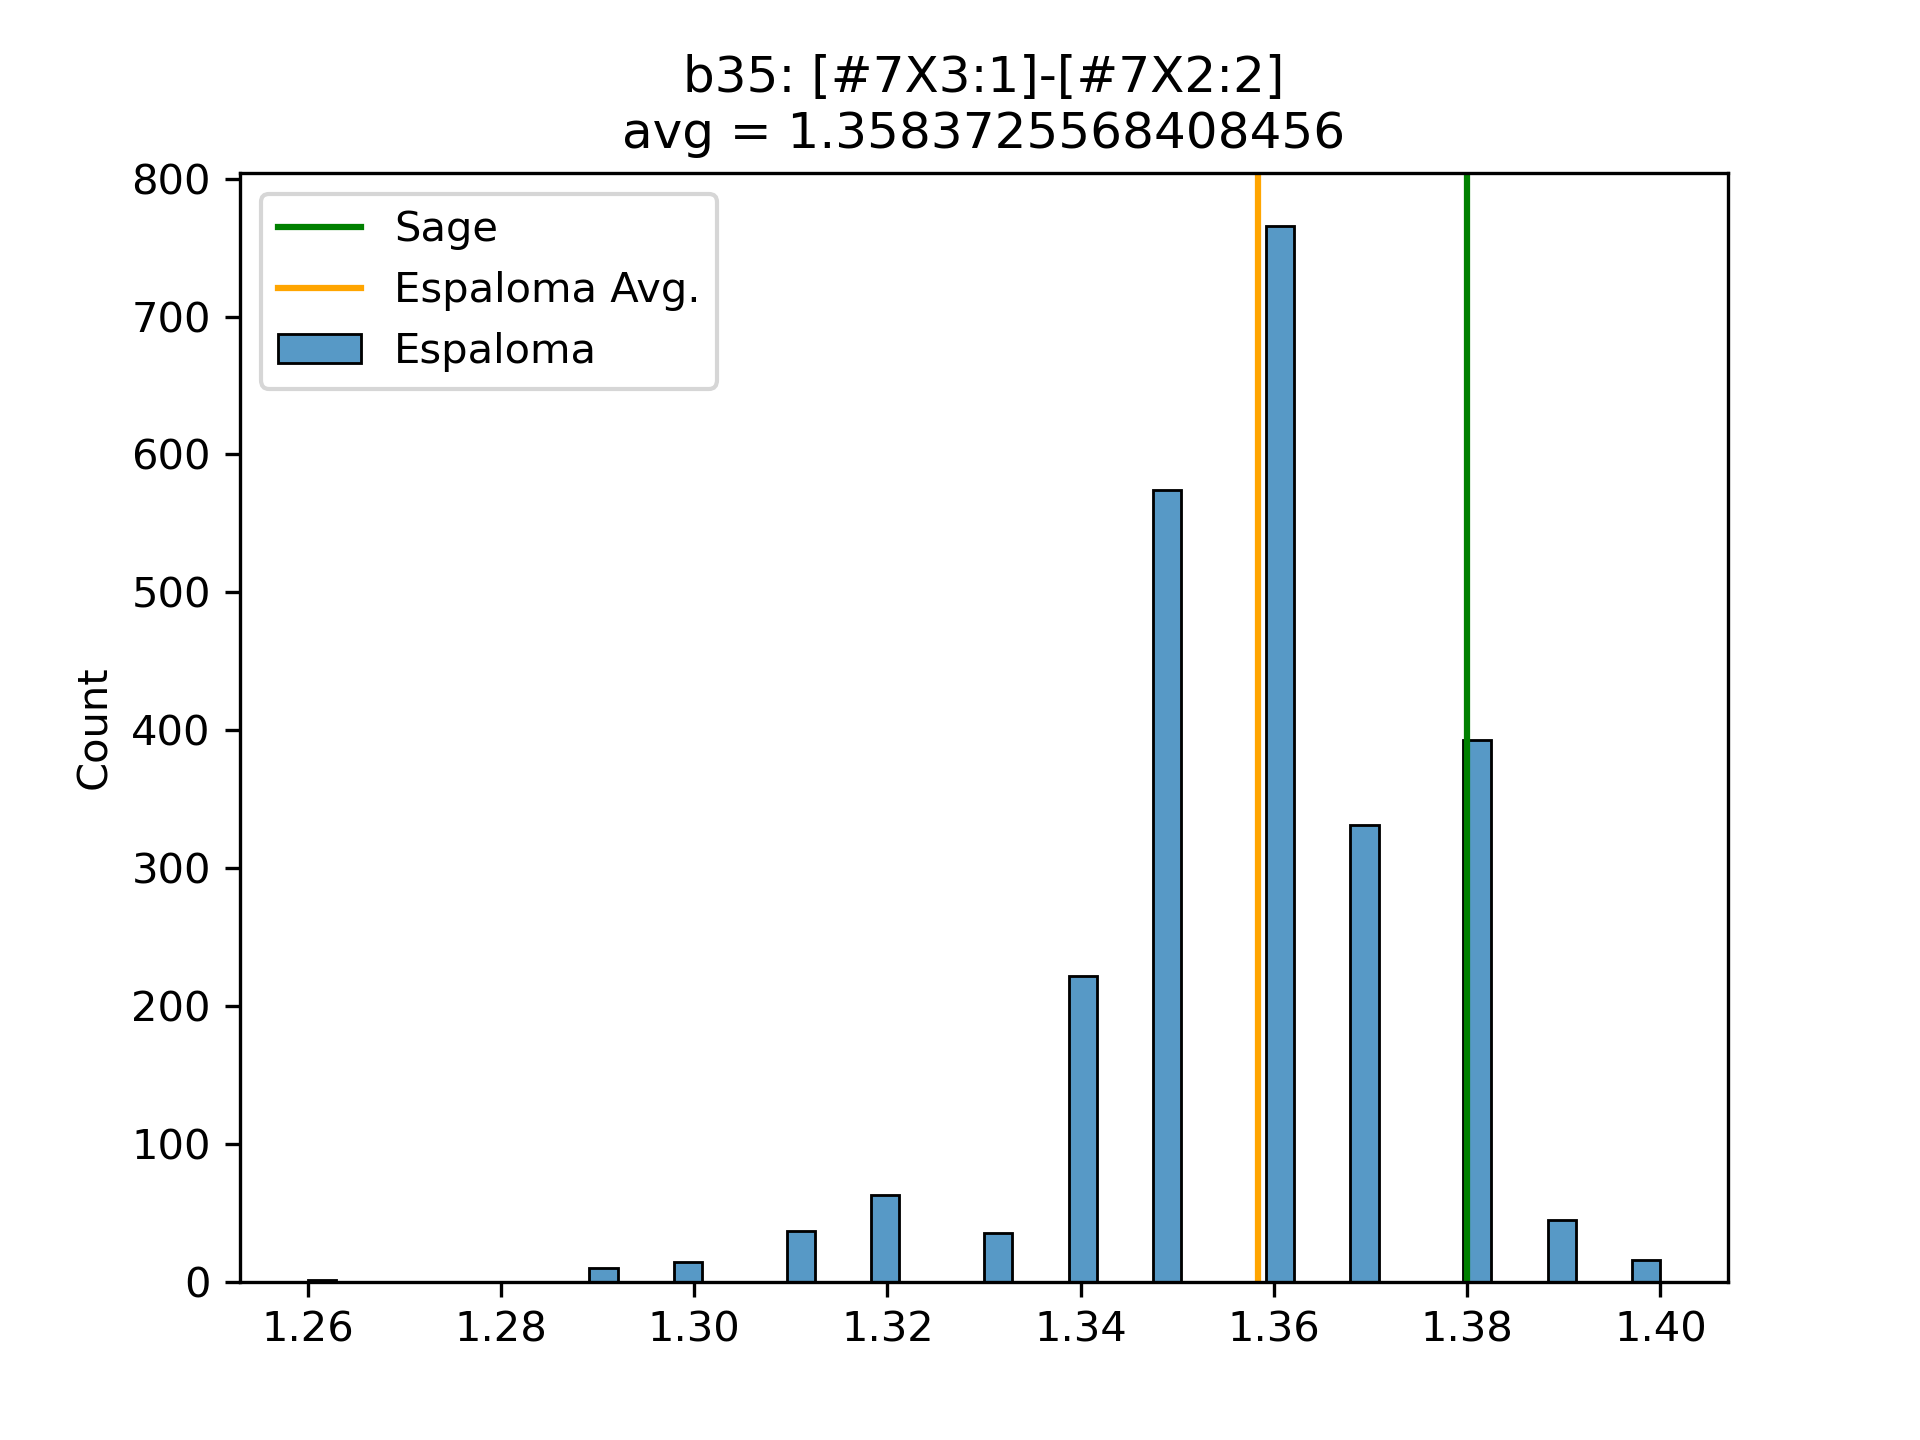 b35: [#7X3:1]-[#7X2:2]
avg = 1.3583725568408456
Sage
Espaloma Avg.
Espaloma
800
700
600
500
400
300
200
100
0
Count
1.26 1.28 1.30 1.32 1.34 1.36 1.38 1.40